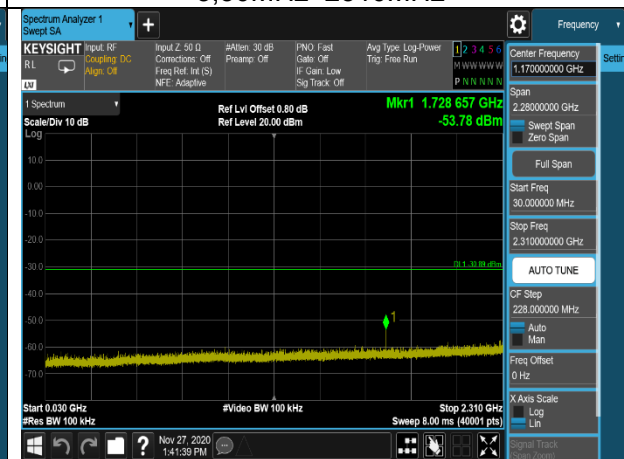 Spectrum Analyzer 1
Swept SA
+
Frequency
KEYSIGHT
RL
LXI
Input: RF
Coupling: DC
Align: Off
Input Z: 50 Ω
Corrections: Off
Freq Ref: Int (S)
NFE: Adaptive
#Atten: 30 dB
Preamp: Off
PNO: Fast
Gate: Off
IF Gain: Low
Sig Track: Off
Avg Type: Log-Power
Trig: Free Run
1 2 3 4 5 6
M W W W W W
P N N N N N
1 Spectrum
Scale/Div 10 dB
Log
Ref Lvl Offset 0.80 dB
Ref Level 20.00 dBm
Mkr1 1.728 657 GHz
-53.78 dBm
10.0
0.00
-10.0
-20.0
-30.0
DL1 -30.89 dBm
-50.0
1
-60.0
-70.0
Start 0.030 GHz
#Res BW 100 kHz
#Video BW 100 kHz
Stop 2.310 GHz
Sweep 8.00 ms (40001 pts)
?
Nov 27, 2020
1:41:39 PM
Center Frequency
1.170000000 GHz
Span
2.28000000 GHz
Swept Span
Zero Span
Full Span
Start Freq
30.000000 MHz
Stop Freq
2.310000000 GHz
AUTO TUNE
CF Step
228.000000 MHz
Auto
Man
Freq Offset
0 Hz
X Axis Scale
Log
Lin
Signal Track
(Span Zoom)